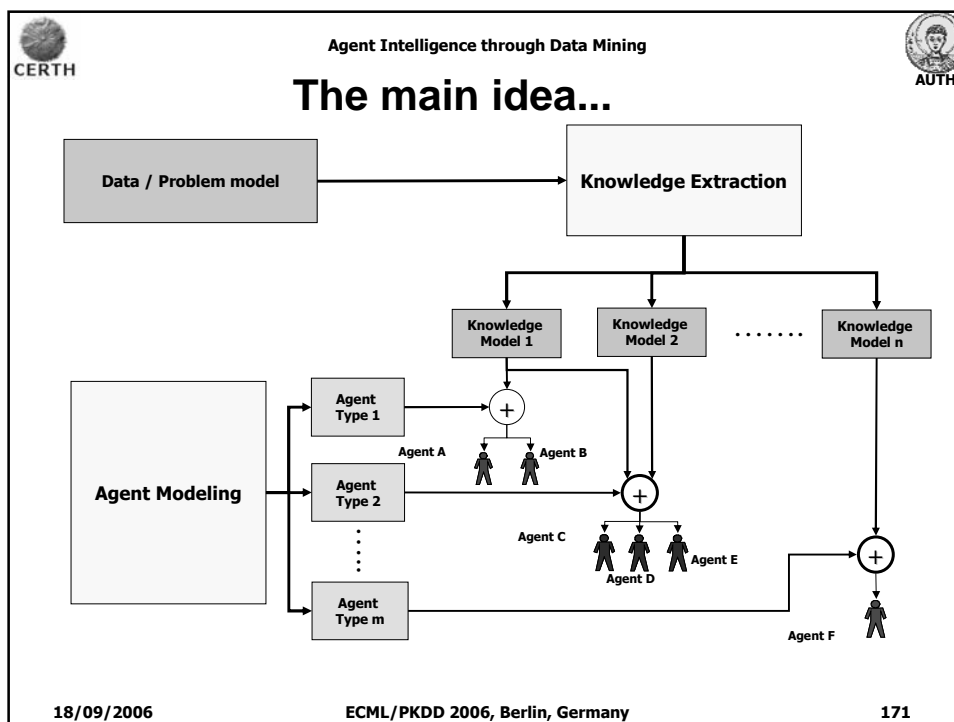 Agent Intelligence through Data Mining
CERTH
AUTH
The main idea...
Data / Problem model
Knowledge Extraction
Knowledge
Model 1
Knowledge
Model 2
.......
Knowledge
Model n
Agent Modeling
Agent
Type 1
+
Agent A
Agent B
Agent
Type 2
+
Agent C
Agent D
Agent E
Agent
Type m
+
Agent F
18/09/2006
ECML/PKDD 2006, Berlin, Germany
171